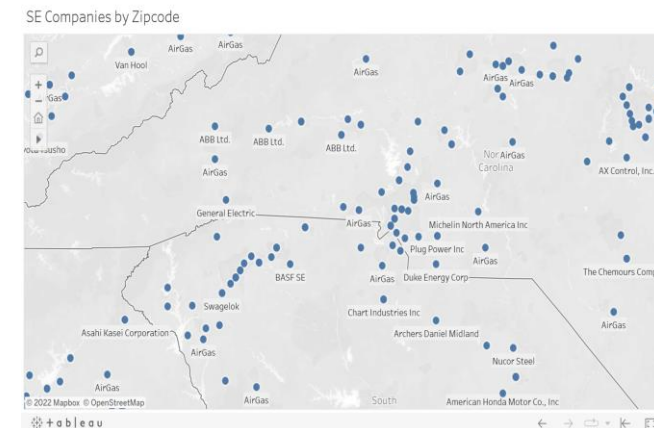 SE Companies by Zipcode
AirGas
AirGas
Van Hool
AirGas
AirGas
AirGas
ABB Ltd.
ABB Ltd.
ABB Ltd.
AirGas
North
Carolina
AirGas
AX Control, Inc.
AirGas
General Electric
AirGas
Michelin North America Inc
Plug Power Inc
AirGas
BASF SE
AirGas
Duke Energy Corp
The Chemours Comp
Swagelok
Chart Industries Inc
Asahi Kasei Corporation
Archers Daniel Midland
AirGas
AirGas
Nucor Steel
AirGas
AirGas
South
American Honda Motor Co., Inc
© 2022 Mapbox © OpenStreetMap
+ableau